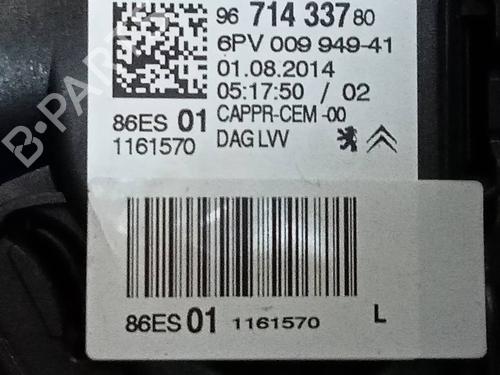 96 714 337 80
6PV 009 949-41
01.08.2014
05:17:50 / 02
86ES 01
CAPPR-CEM -00
1161570
DAG LVV
86ES 01 1161570 L
B-PARTS